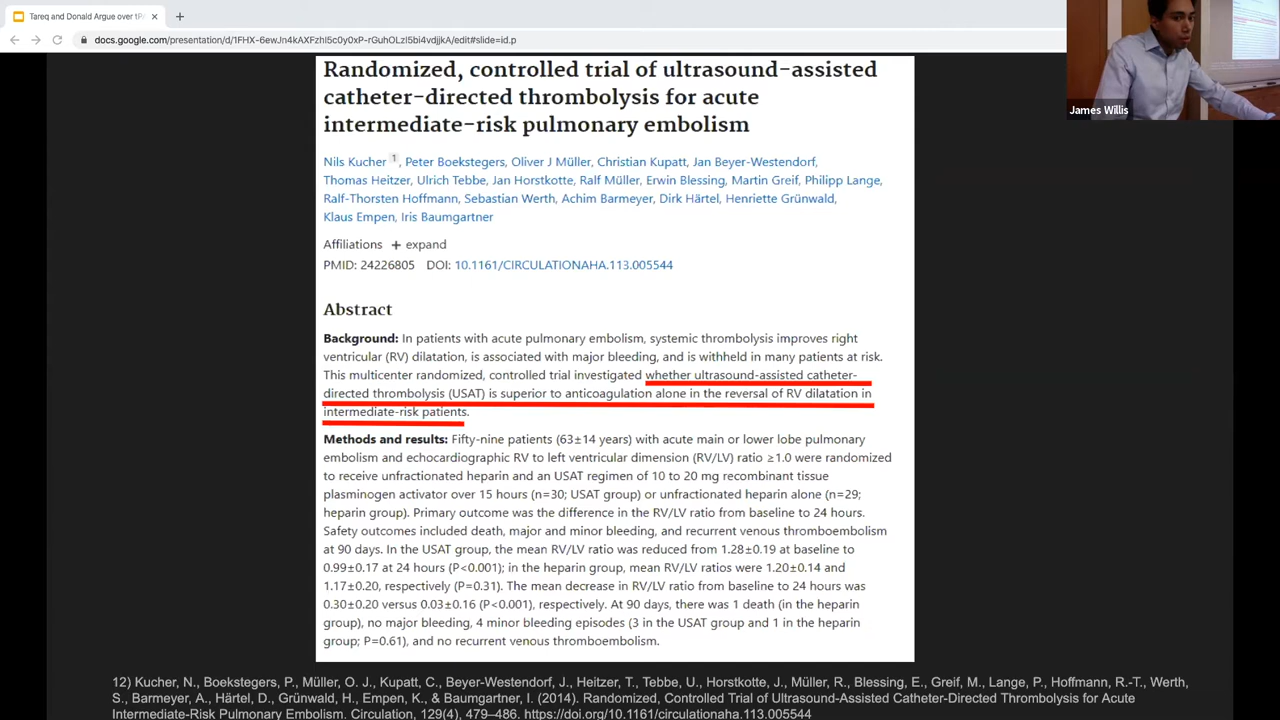 Tareq and Donald Argue over tP
docs.google.com/presentation/d/1FHX-6ewJn4kAXFzhI5c0y0xP-rGuhOLzI5bi4vdjjkA/edit#slide=id.p
James Willis
Randomized, controlled trial of ultrasound-assisted
catheter-directed thrombolysis for acute
intermediate-risk pulmonary embolism
Nils Kucher 1, Peter Boekstegers, Oliver J Müller, Christian Kupatt, Jan Beyer-Westendorf,
Thomas Heitzer, Ulrich Tebbe, Jan Horstkotte, Ralf Müller, Erwin Blessing, Martin Greif, Philipp Lange,
Ralf-Thorsten Hoffmann, Sebastian Werth, Achim Barmeyer, Dirk Härtel, Henriette Grünwald,
Klaus Empen, Iris Baumgartner
Affiliations + expand
PMID: 24226805 DOI: 10.1161/CIRCULATIONAHA.113.005544
Abstract
Background: In patients with acute pulmonary embolism, systemic thrombolysis improves right
ventricular (RV) dilatation, is associated with major bleeding, and is withheld in many patients at risk.
This multicenter randomized, controlled trial investigated whether ultrasound-assisted catheter-
directed thrombolysis (USAT) is superior to anticoagulation alone in the reversal of RV dilatation in
intermediate-risk patients.
Methods and results: Fifty-nine patients (63±14 years) with acute main or lower lobe pulmonary
embolism and echocardiographic RV to left ventricular dimension (RV/LV) ratio ≥1.0 were randomized
to receive unfractionated heparin and an USAT regimen of 10 to 20 mg recombinant tissue
plasminogen activator over 15 hours (n=30; USAT group) or unfractionated heparin alone (n=29;
heparin group). Primary outcome was the difference in the RV/LV ratio from baseline to 24 hours.
Safety outcomes included death, major and minor bleeding, and recurrent venous thromboembolism
at 90 days. In the USAT group, the mean RV/LV ratio was reduced from 1.28±0.19 at baseline to
0.99±0.17 at 24 hours (P<0.001); in the heparin group, mean RV/LV ratios were 1.20±0.14 and
1.17±0.20, respectively (P=0.31). The mean decrease in RV/LV ratio from baseline to 24 hours was
0.30±0.20 versus 0.03±0.16 (P<0.001), respectively. At 90 days, there was 1 death (in the heparin
group), no major bleeding, 4 minor bleeding episodes (3 in the USAT group and 1 in the heparin
group; P=0.61), and no recurrent venous thromboembolism.
12) Kucher, N., Boekstegers, P., Müller, O. J., Kupatt, C., Beyer-Westendorf, J., Heitzer, T., Tebbe, U., Horstkotte, J., Müller, R., Blessing, E., Greif, M., Lange, P., Hoffmann, R.-T., Werth,
S., Barmeyer, A., Härtel, D., Grünwald, H., Empen, K., & Baumgartner, I. (2014). Randomized, Controlled Trial of Ultrasound-Assisted Catheter-Directed Thrombolysis for Acute
Intermediate-Risk Pulmonary Embolism. Circulation, 129(4), 479–486. https://doi.org/10.1161/circulationaha.113.005544